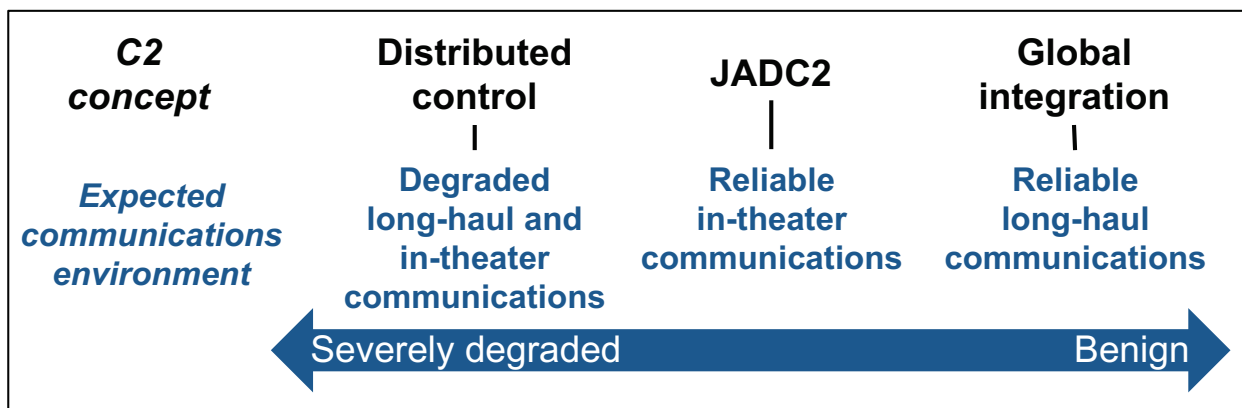 C2
concept
Distributed
control
JADC2
Global
integration
Expected
communications
environment
Degraded
long-haul and
in-theater
communications
Reliable
in-theater
communications
Reliable
long-haul
communications
Severely degraded
Benign